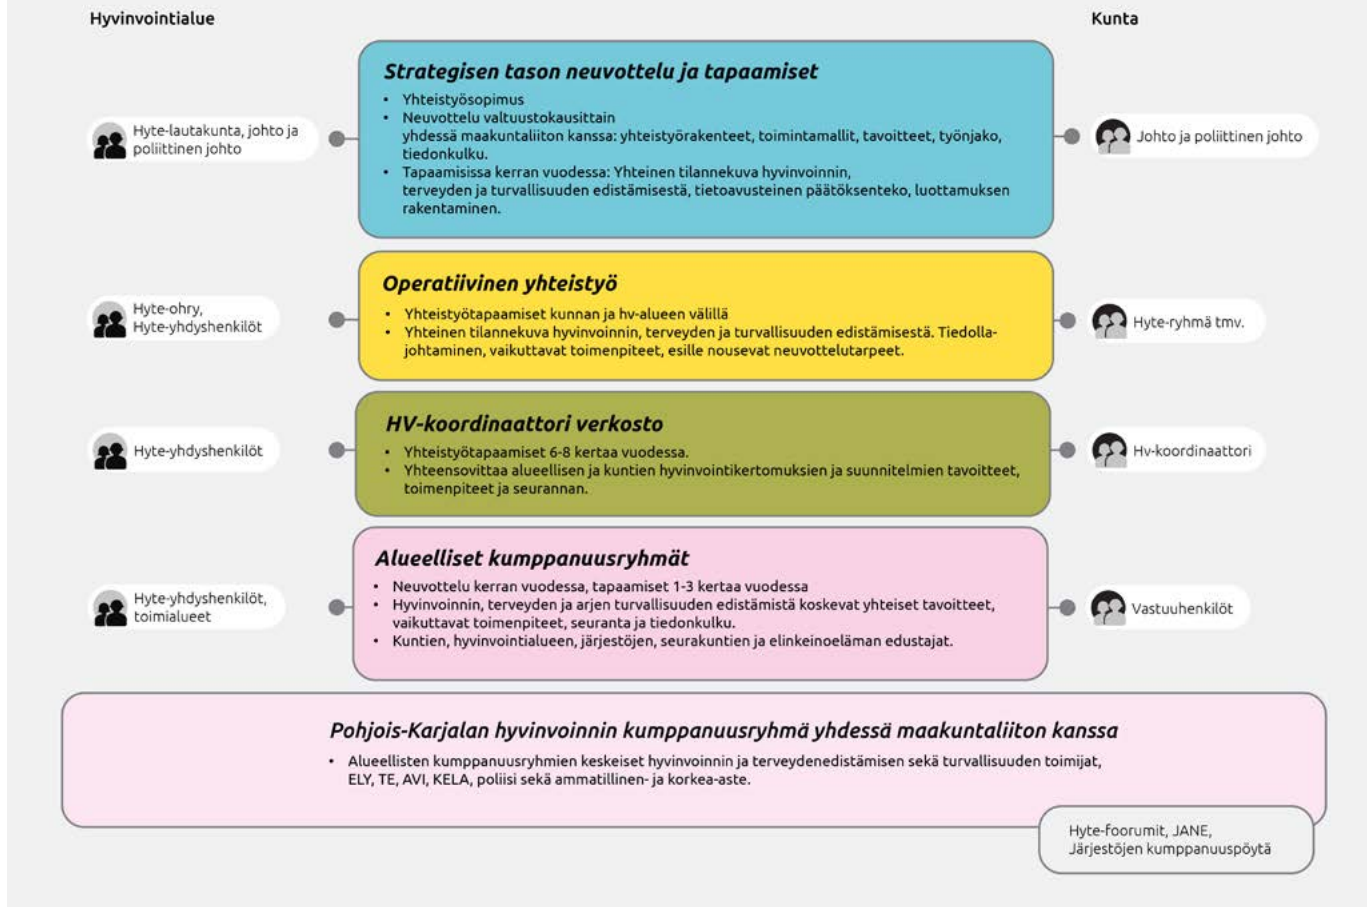 Hyvinvointialue
Kunta
Strategisen tason neuvottelu ja tapaamiset
• Yhteistyösopimus
• Neuvottelu valtuustokausittain
yhdessä maakuntaliiton kanssa: yhteistyörakenteet, toimintamallit, tavoitteet, työnjako,
tiedonkulku.
• Tapaamisissa kerran vuodessa: Yhteinen tilannekuva hyvinvoinnin,
terveyden ja turvallisuuden edistämisestä, tietoavusteinen päätöksenteko, luottamuksen
rakentaminen.
Hyte-lautakunta, johto ja
poliittinen johto
Johto ja poliittinen johto
Operatiivinen yhteistyö
• Yhteistyötapaamiset kunnan ja hv-alueen välillä
• Yhteinen tilannekuva hyvinvoinnin, terveyden ja turvallisuuden edistämisestä. Tiedolla-
johtaminen, vaikuttavat toimenpiteet, esille nousevat neuvottelutarpeet.
Hyte-ohry,
Hyte-yhdyshenkilöt
Hyte-ryhmä tmv.
HV-koordinaattori verkosto
• Yhteistyötapaamiset 6-8 kertaa vuodessa.
• Yhteensovittaa alueellisen ja kuntien hyvinvointikertomuksien ja suunnitelmien tavoitteet,
toimenpiteet ja seurannan.
Hyte-yhdyshenkilöt
Hv-koordinaattori
Alueelliset kumppanuusryhmät
• Neuvottelu kerran vuodessa, tapaamiset 1-3 kertaa vuodessa
• Hyvinvoinnin, terveyden ja arjen turvallisuuden edistämistä koskevat yhteiset tavoitteet,
vaikuttavat toimenpiteet, seuranta ja tiedonkulku.
• Kuntien, hyvinvointialueen, järjestöjen, seurakuntien ja elinkeinoelämän edustajat.
Hyte-yhdyshenkilöt,
toimialueet
Vastuuhenkilöt
Pohjois-Karjalan hyvinvoinnin kumppanuusryhmä yhdessä maakuntaliiton kanssa
• Alueellisten kumppanuusryhmien keskeiset hyvinvoinnin ja terveydenedistämisen sekä turvallisuuden toimijat,
ELY, TE, AVI, KELA, poliisi sekä ammatillinen- ja korkea-aste.
Hyte-foorumit, JANE,
Järjestöjen kumppanuuspöytä